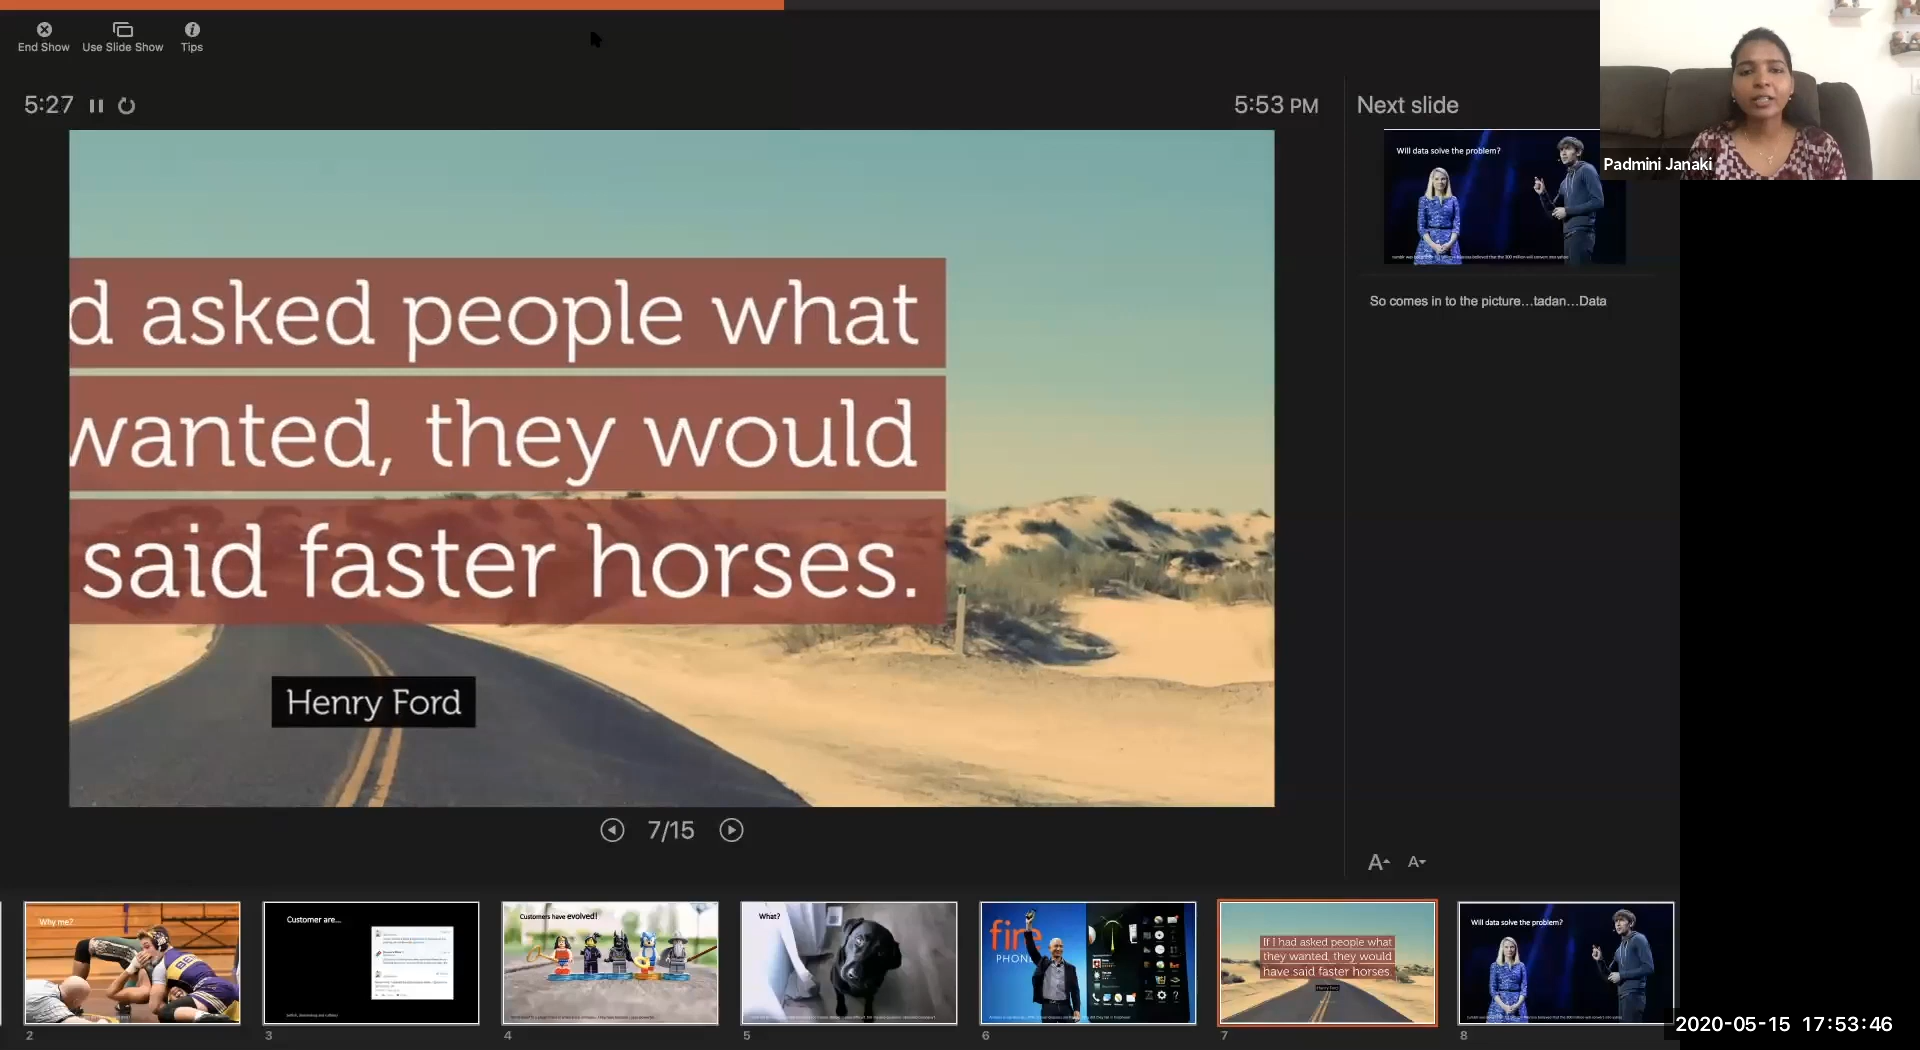 End Show
Use Slide Show
Tips
5:27
5:53 PM
Next slide
d asked people what
wanted, they would
said faster horses.
Henry Ford
Will data solve the problem?
Padmini Janaki
So comes in to the picture...tadan...Data
7/15
A
A
Why me?
Customer are...
Customers have evolved!
What?
fire
PHONE
If I had asked people what
they wanted, they would
have said faster horses.
Henry Ford
Will data solve the problem?
2
3
4
5
6
7
8
2020-05-15 17:53:46